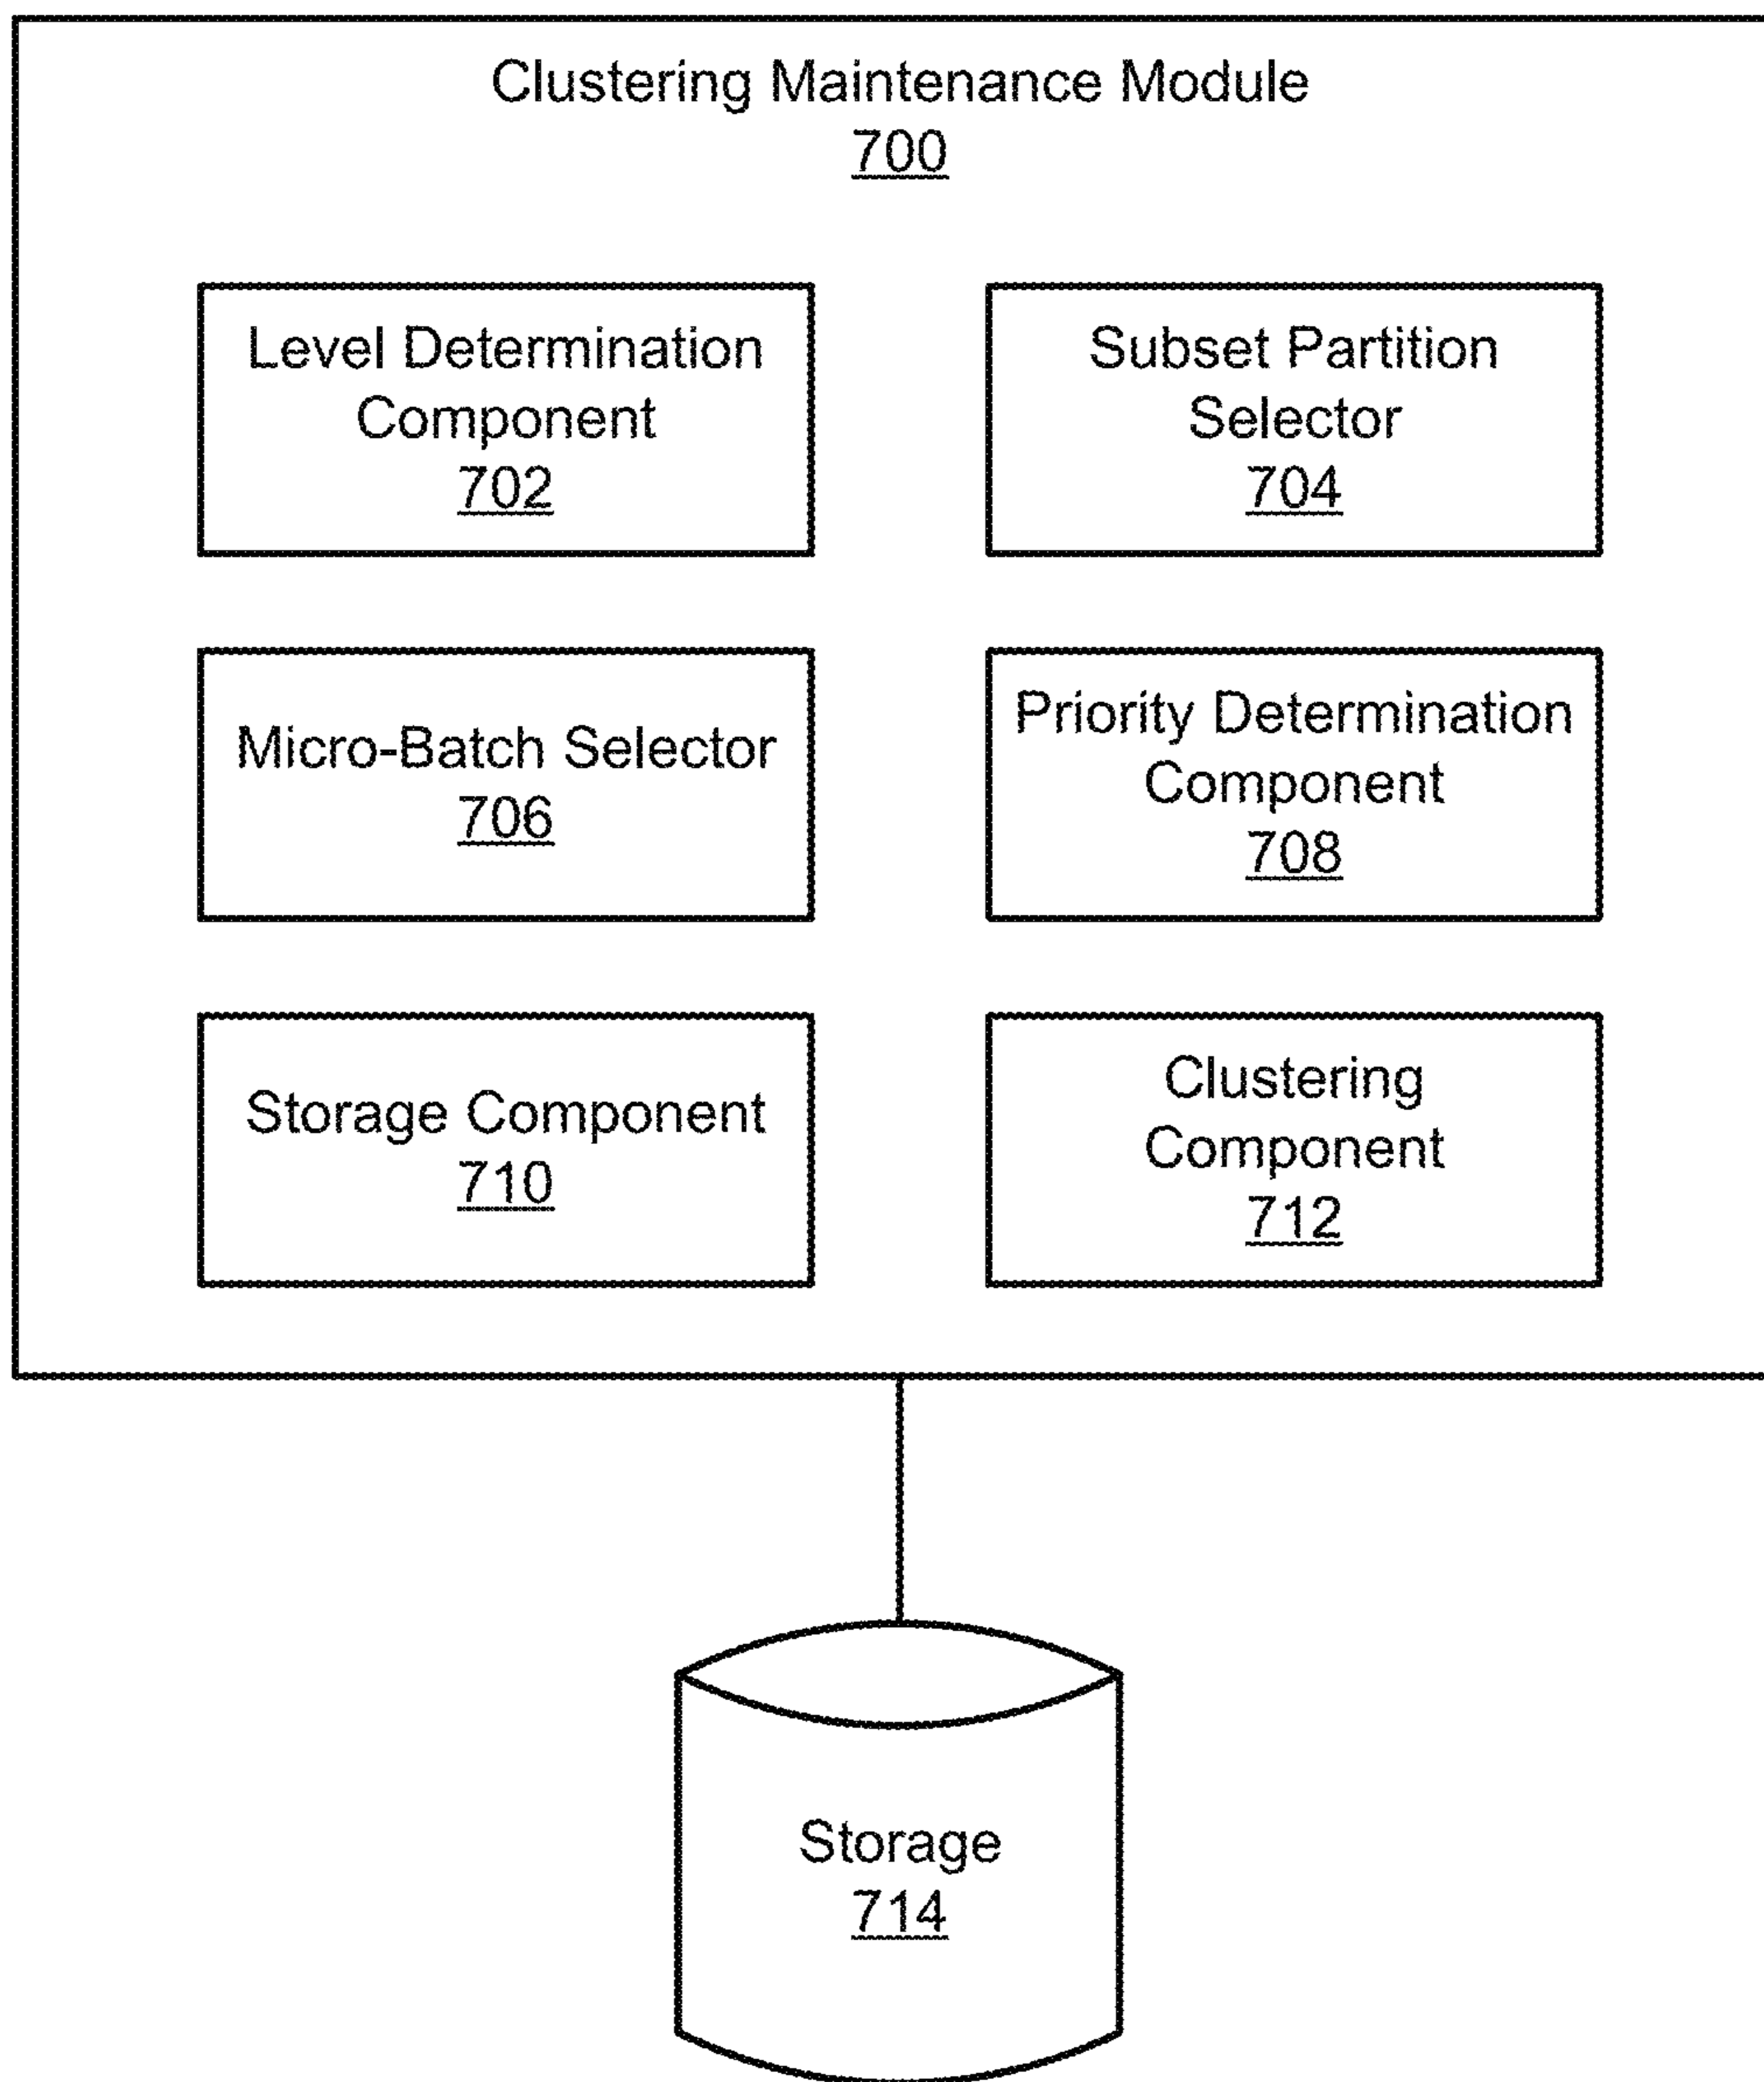 Clustering Maintenance Module
700
Level Determination
Component
702
Subset Partition
Selector
704
Micro-Batch Selector
706
Priority Determination
Component
708
Storage Component
710
Clustering
Component
712
Storage
714